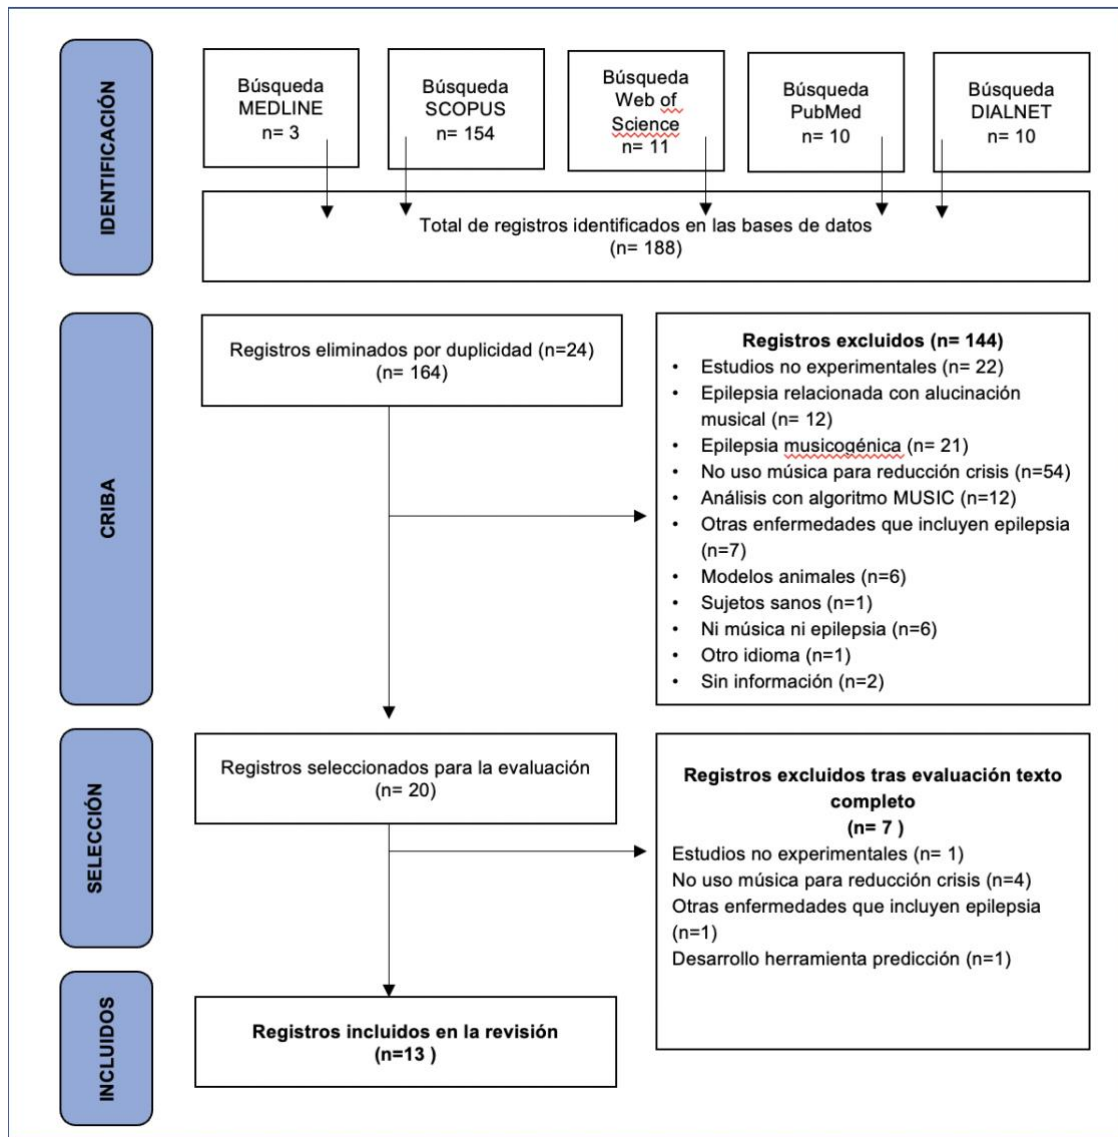 IDENTIFICACIÓN
Búsqueda
MEDLINE
n= 3
Búsqueda
SCOPUS
n= 154
Búsqueda
Web of
Science
n= 11
Búsqueda
PubMed
n= 10
Búsqueda
DIALNET
n= 10
Total de registros identificados en las bases de datos
(n= 188)
CRIBA
Registros eliminados por duplicidad (n=24)
(n= 164)
Registros excluidos (n= 144)
• Estudios no experimentales (n= 22)
• Epilepsia relacionada con alucinación
musical (n= 12)
• Epilepsia musicogénica (n= 21)
• No uso música para reducción crisis (n=54)
• Análisis con algoritmo MUSIC (n=12)
• Otras enfermedades que incluyen epilepsia
(n=7)
• Modelos animales (n=6)
• Sujetos sanos (n=1)
• Ni música ni epilepsia (n=6)
• Otro idioma (n=1)
• Sin información (n=2)
SELECCIÓN
Registros seleccionados para la evaluación
(n= 20)
Registros excluidos tras evaluación texto
completo
(n= 7 )
Estudios no experimentales (n= 1)
No uso música para reducción crisis (n=4)
Otras enfermedades que incluyen epilepsia
(n=1)
Desarrollo herramienta predicción (n=1)
INCLUIDOS
Registros incluidos en la revisión
(n=13 )